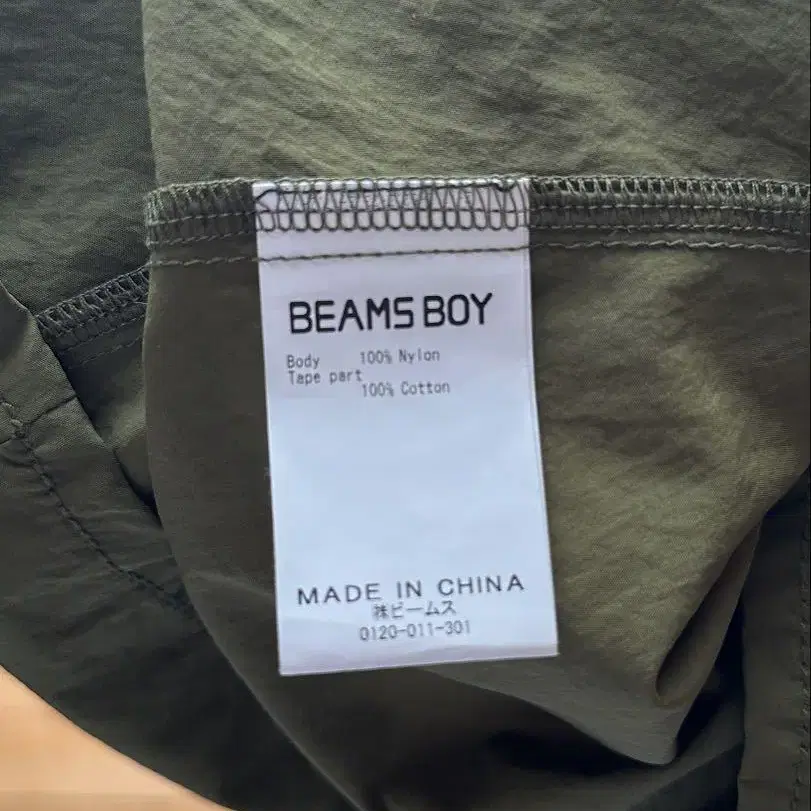 BEAMS BOY
Body 100% Nylon
Tape part
100% Cotton
MADE IN CHINA
㈱ビームス
0120-011-301